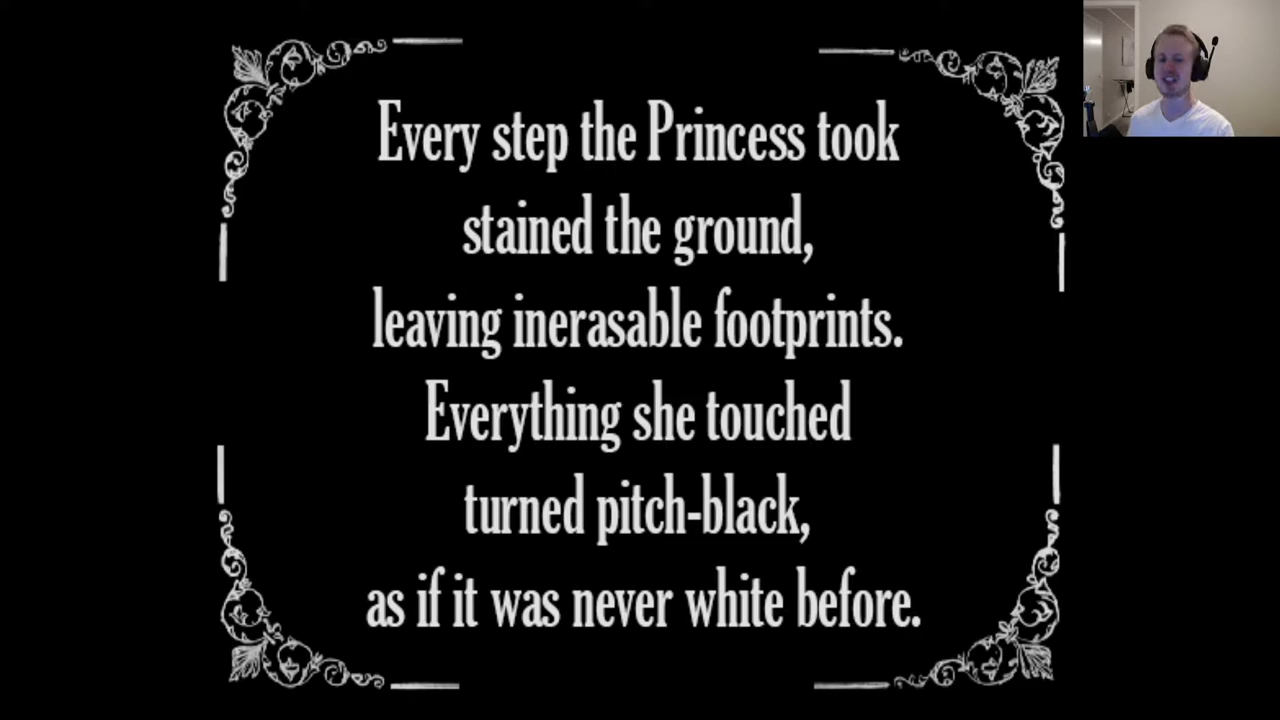 Every step the Princess took
stained the ground,
leaving inerasable footprints.
Everything she touched
turned pitch-black,
as if it was never white before.